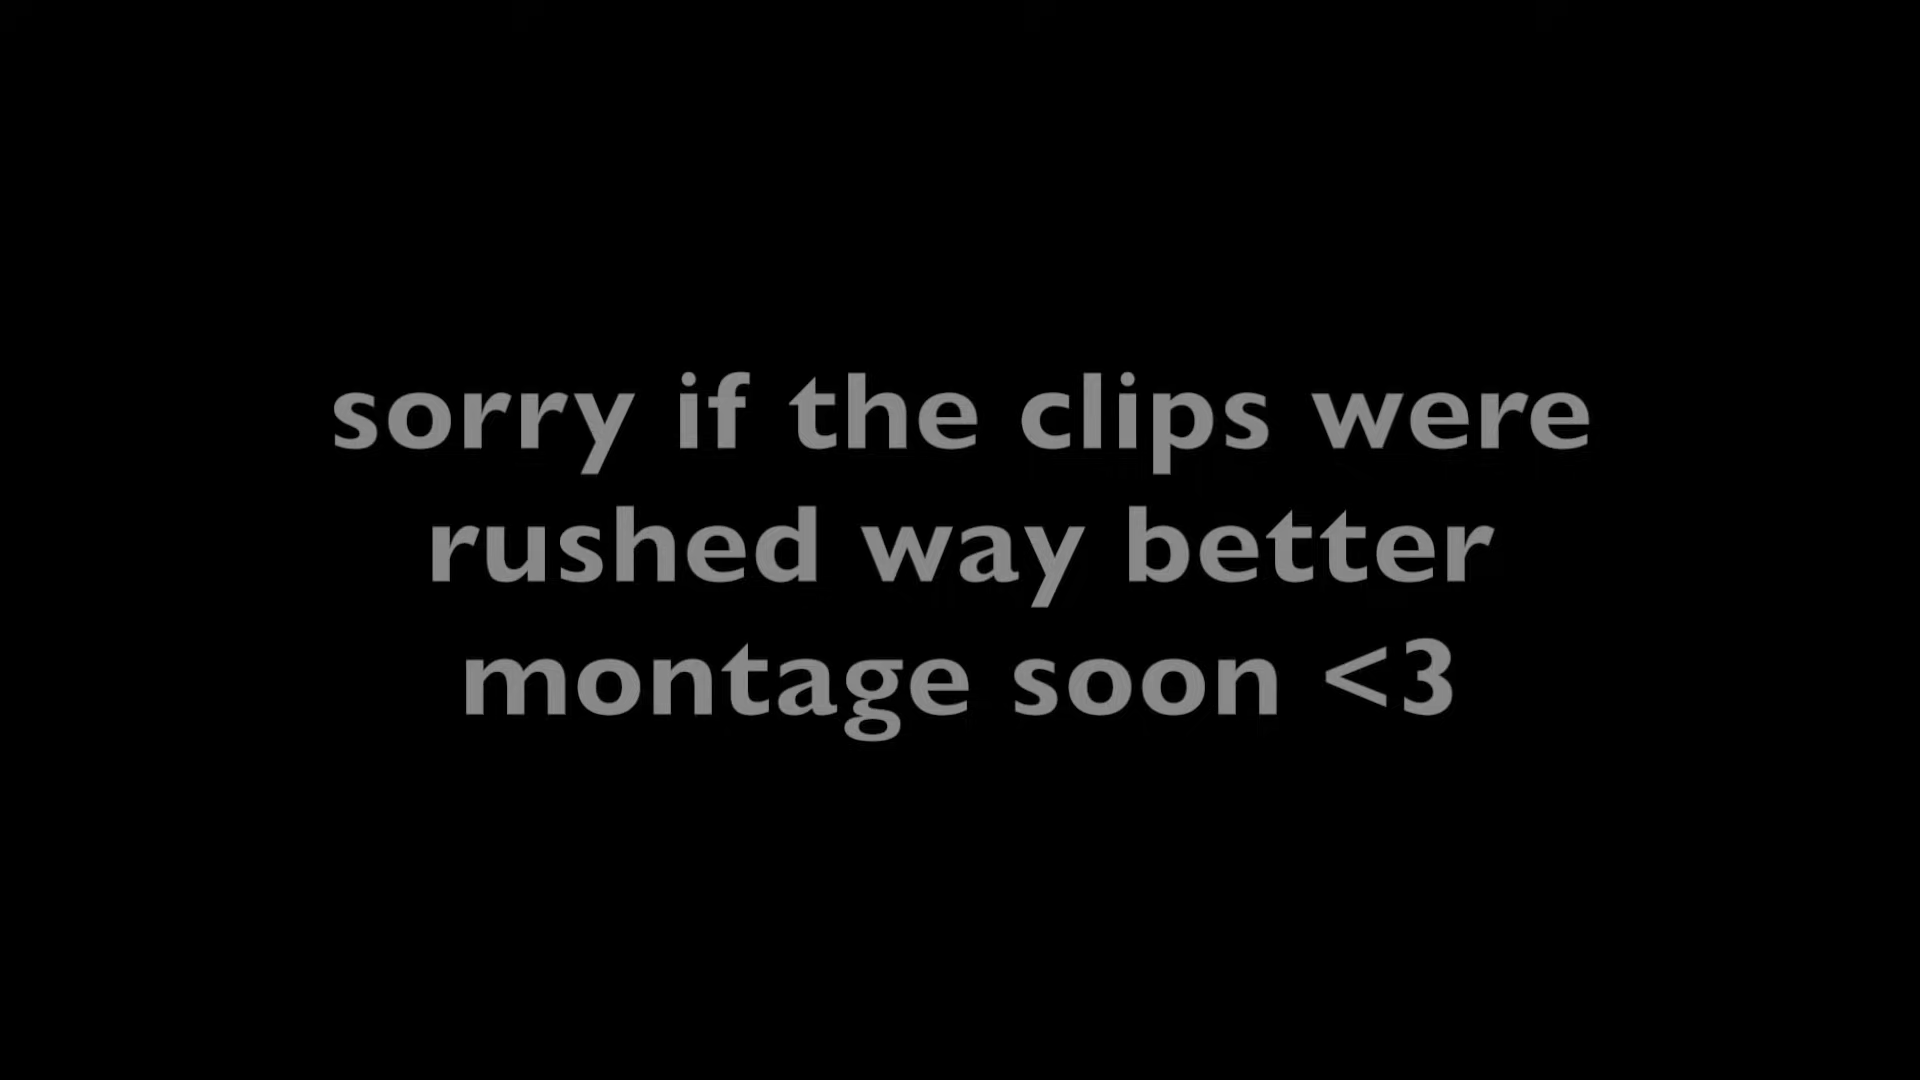 sorry if the clips were
rushed way better
montage soon <3